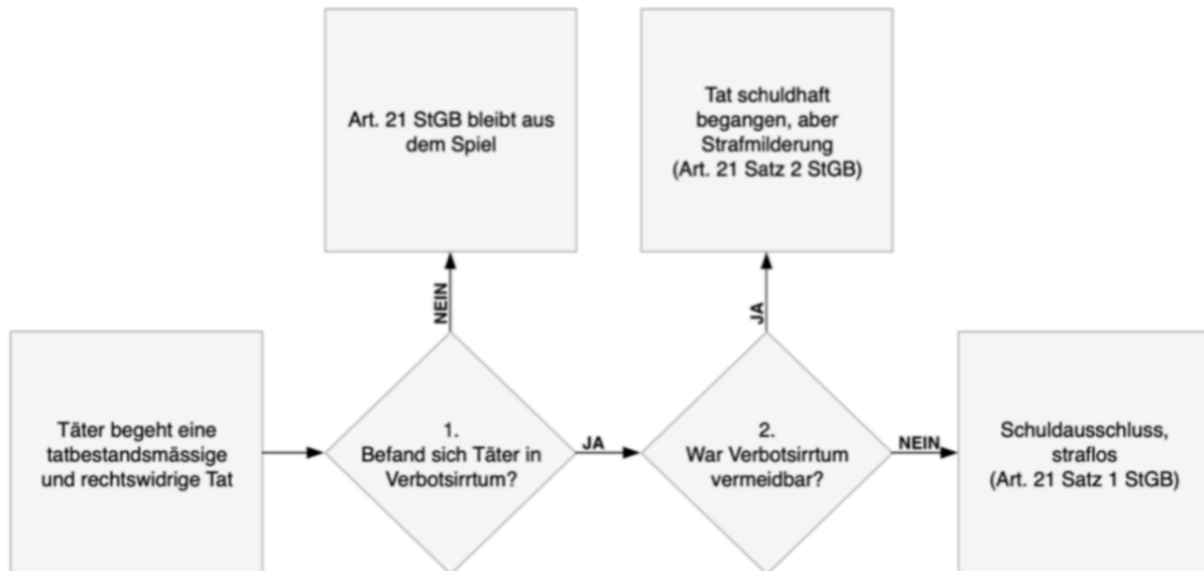 Art. 21 StGB bleibt aus
dem Spiel
Tat schuldhaft
begangen, aber
Strafmilderung
(Art. 21 Satz 2 StGB)
NEIN
JA
Täter begeht eine
tatbestandsmässige
und rechtswidrige Tat
1.
Befand sich Täter in
Verbotsirrtum?
JA
2.
War Verbotsirrtum
vermeidbar?
NEIN
Schuldausschluss,
straflos
(Art. 21 Satz 1 StGB)